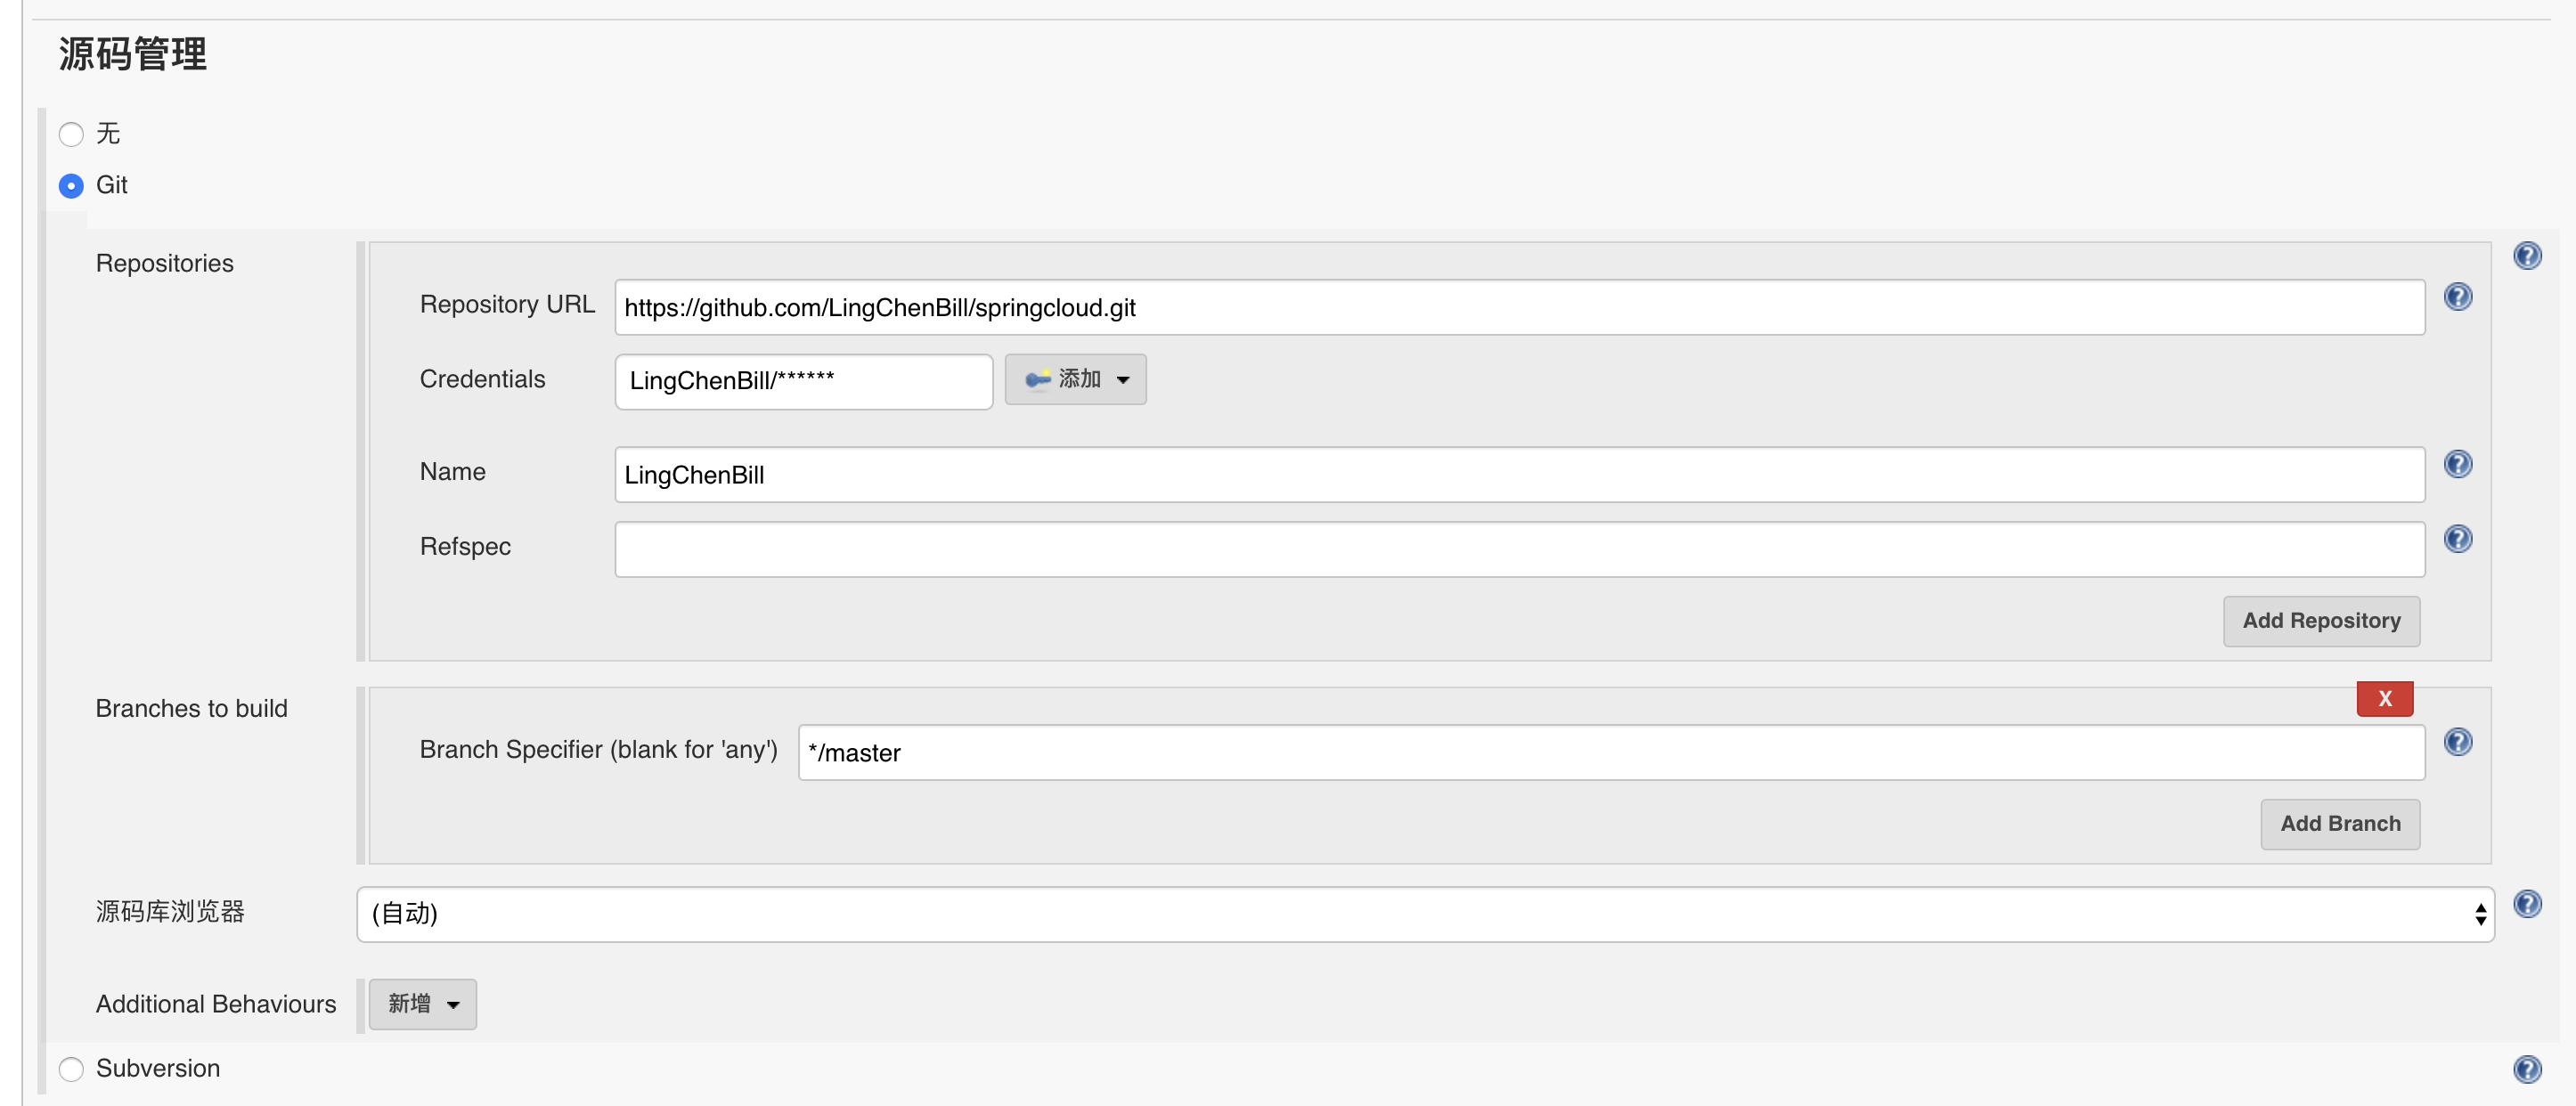 源码管理
无
Git
Repositories
Repository URL
https://github.com/LingChenBill/springcloud.git
Credentials
LingChenBill/******
添加
Name
LingChenBill
Refspec
Add Repository
Branches to build
X
Branch Specifier (blank for 'any')
*/master
Add Branch
源码库浏览器
(自动)
Additional Behaviours
新增
Subversion